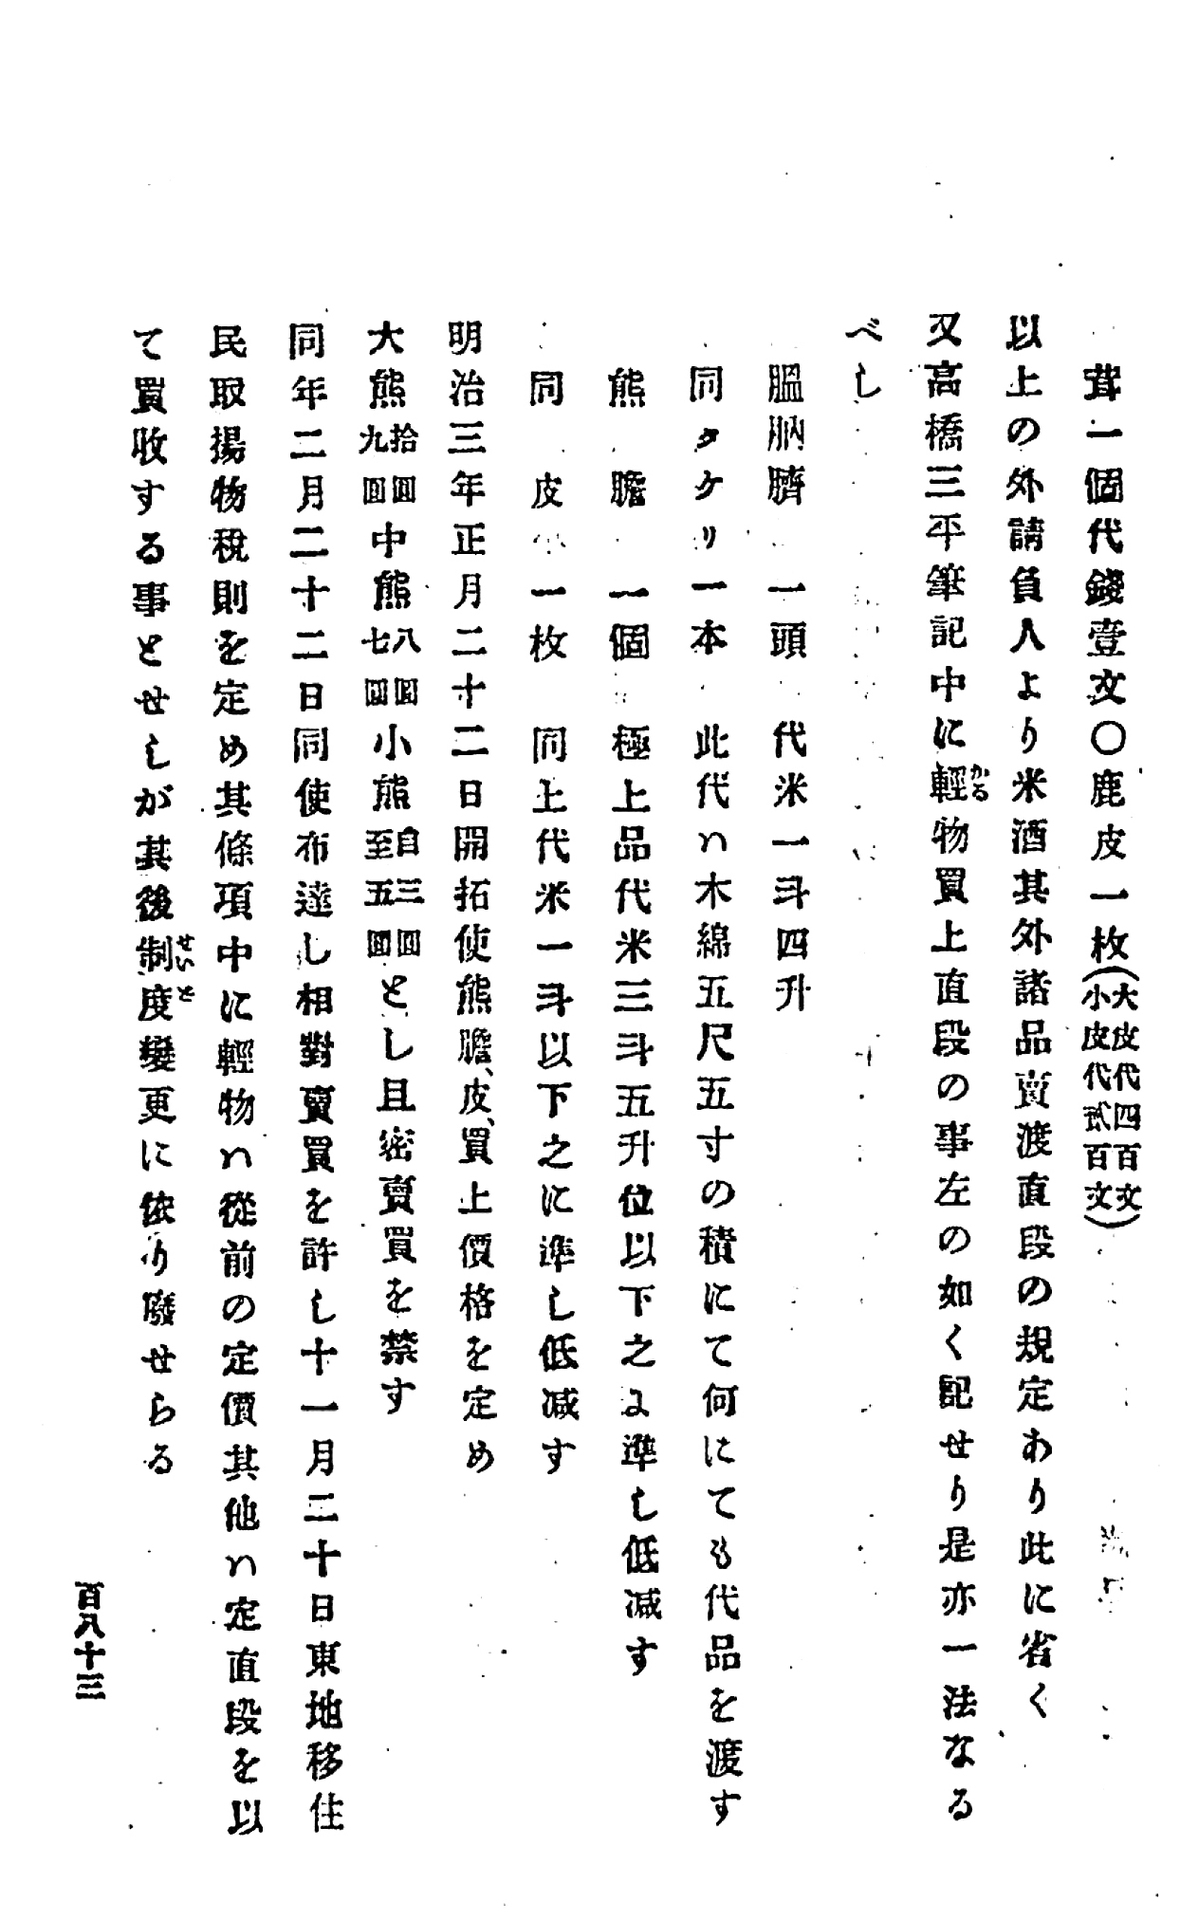 茸一個代錢壹文〇鹿皮一枚(大皮代四百文小皮代貳百文)
以上の外請負人より米酒其外諸品賣渡直段の規定あり此に省く
又高橋三平筆記中に輕物買上直段の事左の如く記せり是亦一法なる
べし
膃肭臍 一頭 代米一斗四升
同タケリ一本 此代ハ木綿五尺五寸の積にて何にても代品を渡す
熊膽 一個 極上品代米三斗五升位以下之に準し低減す
同皮 一枚 同上代米一斗以下之に準し低減す
明治三年正月二十二日開拓使熊膽、皮、買上價格を定め
大熊拾圓九圓中熊八圓七圓小熊自三圓至五圓とし且密賣買を禁す
同年二月二十二日同使布達し相對賣買を許し十一月二十日東地移住
民取揚物稅則を定め其條項中に輕物ハ從前の定價其他ハ定直段を以
て買收する事とせしが其後制度變更に依り廢せらる
百八十三